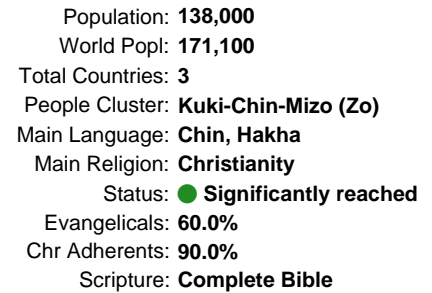 Population: 138,000
World Popl: 171,100
Total Countries: 3
People Cluster: Kuki-Chin-Mizo (Zo)
Main Language: Chin, Hakha
Main Religion: Christianity
Status: Significantly reached
Evangelicals: 60.0%
Chr Adherents: 90.0%
Scripture: Complete Bible